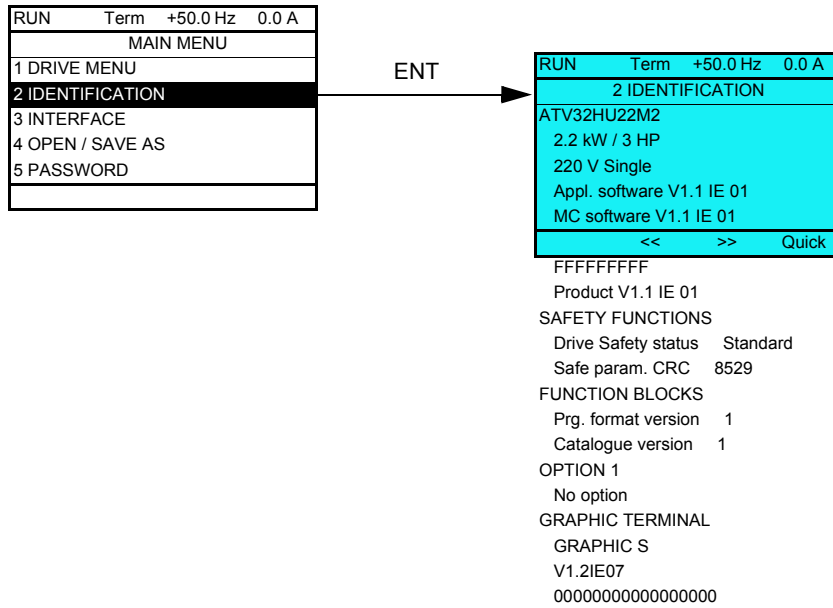 RUN Term +50.0 Hz 0.0 A
MAIN MENU
1 DRIVE MENU
2 IDENTIFICATION
3 INTERFACE
4 OPEN / SAVE AS
5 PASSWORD
ENT
RUN Term +50.0 Hz 0.0 A
2 IDENTIFICATION
ATV32HU22M2
2.2 kW / 3 HP
220 V Single
Appl. software V1.1 IE 01
MC software V1.1 IE 01
<< >> Quick
FFFFFFFFF
Product V1.1 IE 01
SAFETY FUNCTIONS
Drive Safety status Standard
Safe param. CRC 8529
FUNCTION BLOCKS
Prg. format version 1
Catalogue version 1
OPTION 1
No option
GRAPHIC TERMINAL
GRAPHIC S
V1.2IE07
00000000000000000